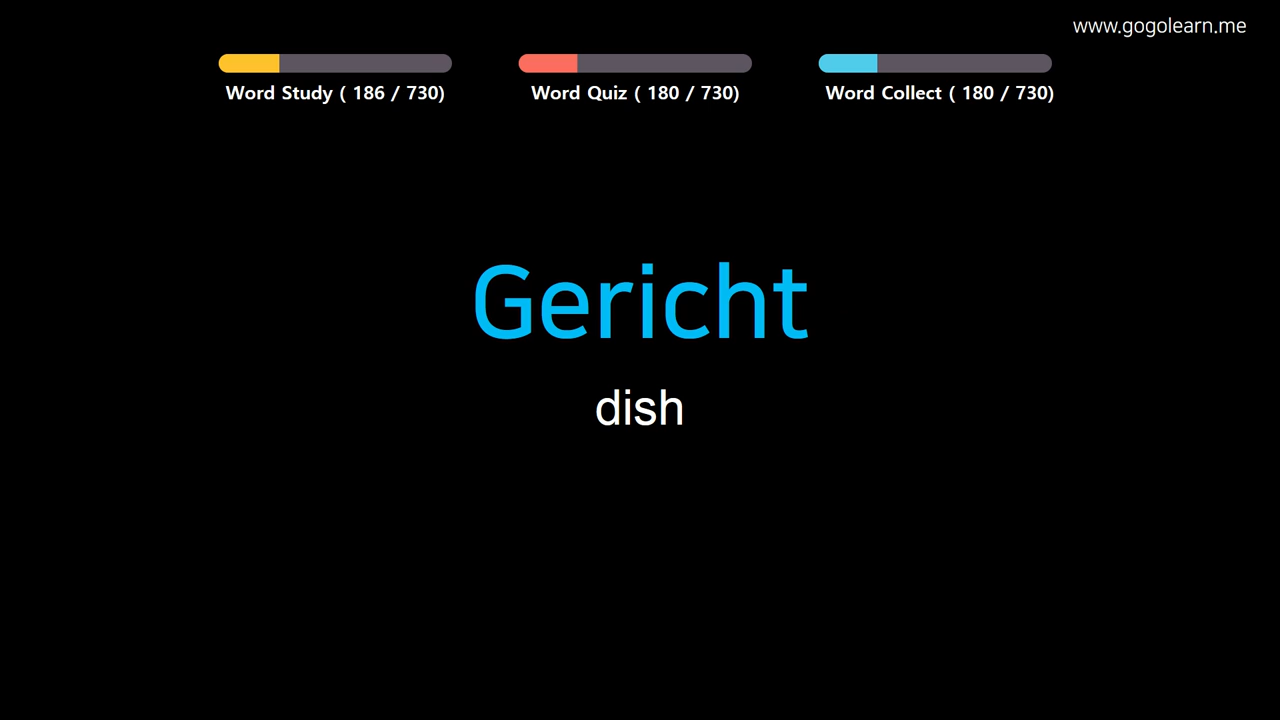 www.gogolearn.me
Word Study ( 186 / 730)
Word Quiz ( 180 / 730)
Word Collect ( 180 / 730)
Gericht
dish